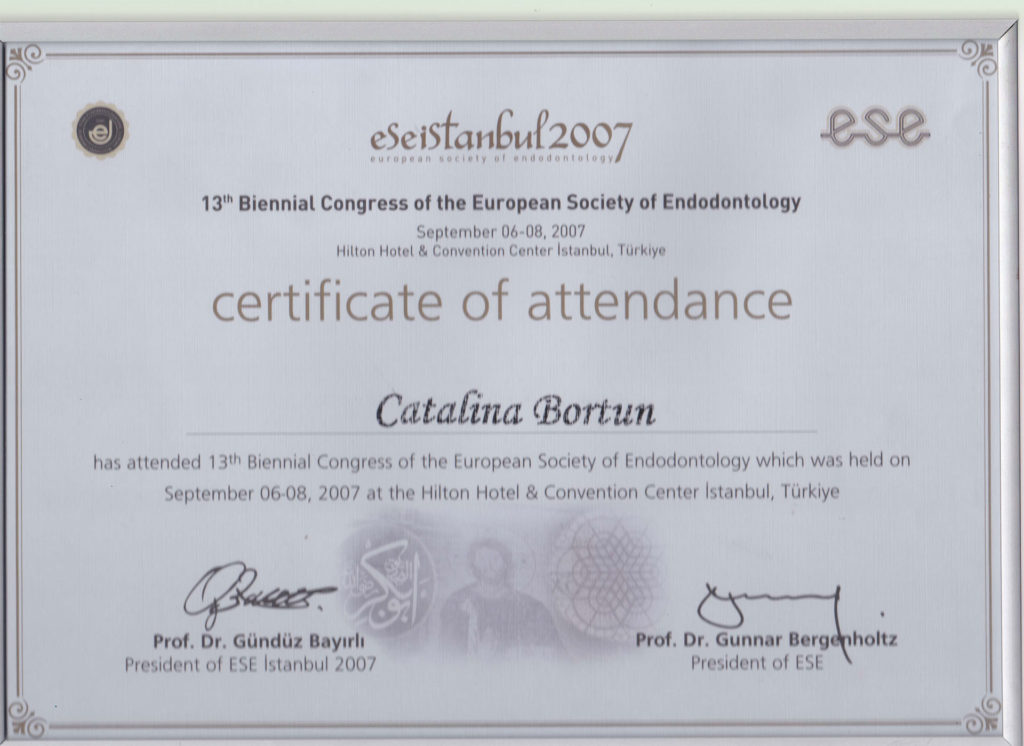 eseistanbul2007
european society of endodontology
ese
13th Biennial Congress of the European Society of Endodontology
September 06-08, 2007
Hilton Hotel & Convention Center İstanbul, Türkiye
certificate of attendance
Catalina Bortun
has attended 13th Biennial Congress of the European Society of Endodontology which was held on
September 06-08, 2007 at the Hilton Hotel & Convention Center İstanbul, Türkiye
Prof. Dr. Gündüz Bayırlı
President of ESE İstanbul 2007
Prof. Dr. Gunnar Bergenholtz
President of ESE